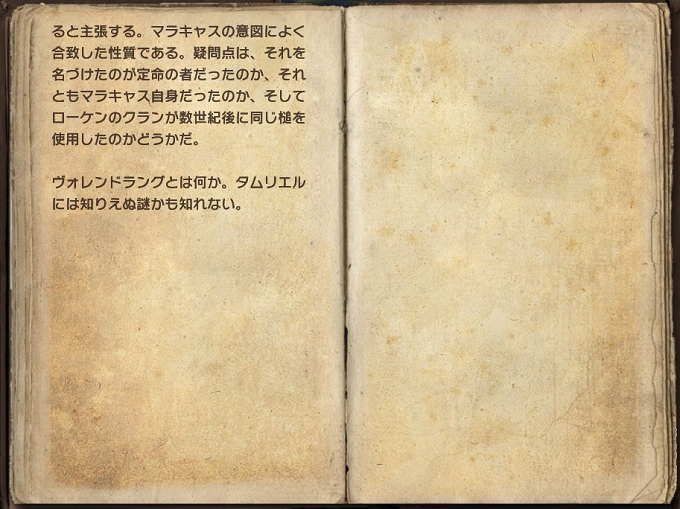 ると主張する。マラキャスの意図によく
合致した性質である。疑問点は、それを
名づけたのが定命の者だったのか、それ
ともマラキャス自身だったのか、そして
ローケンのクランが数世紀後に同じ槌を
使用したのかどうかだ。
ヴォレンドラングとは何か。タムリエル
には知りえぬ謎かも知れない。